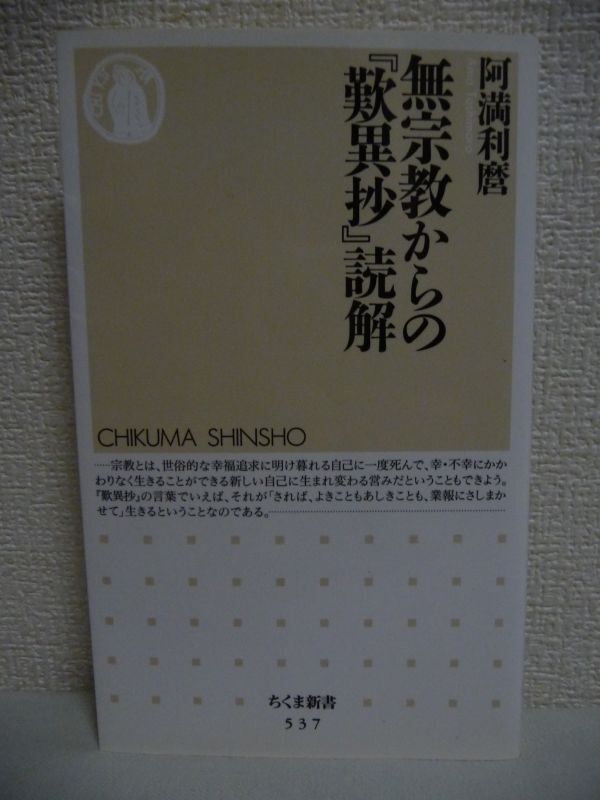 阿満利麿
Ama Toshimaro
無宗教からの
『歎異抄』読解
CHIKUMA SHINSHO
……宗教とは、世俗的な幸福追求に明け暮れる自己に一度死んで、幸・不幸にかか
わりなく生きることができる新しい自己に生まれ変わる営みだということもできよう。
『歎異抄』の言葉でいえば、それが「されば、よきこともあしきことも、業報にさしまか
せて」生きるということなのである。……
ちくま新書
537